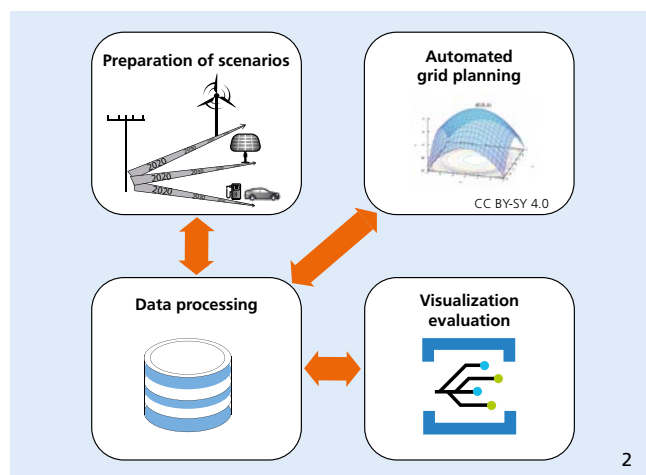 Preparation of scenarios
Automated
grid planning
2020
2020
2020
CC BY-SY 4.0
Data processing
Visualization
evaluation
2